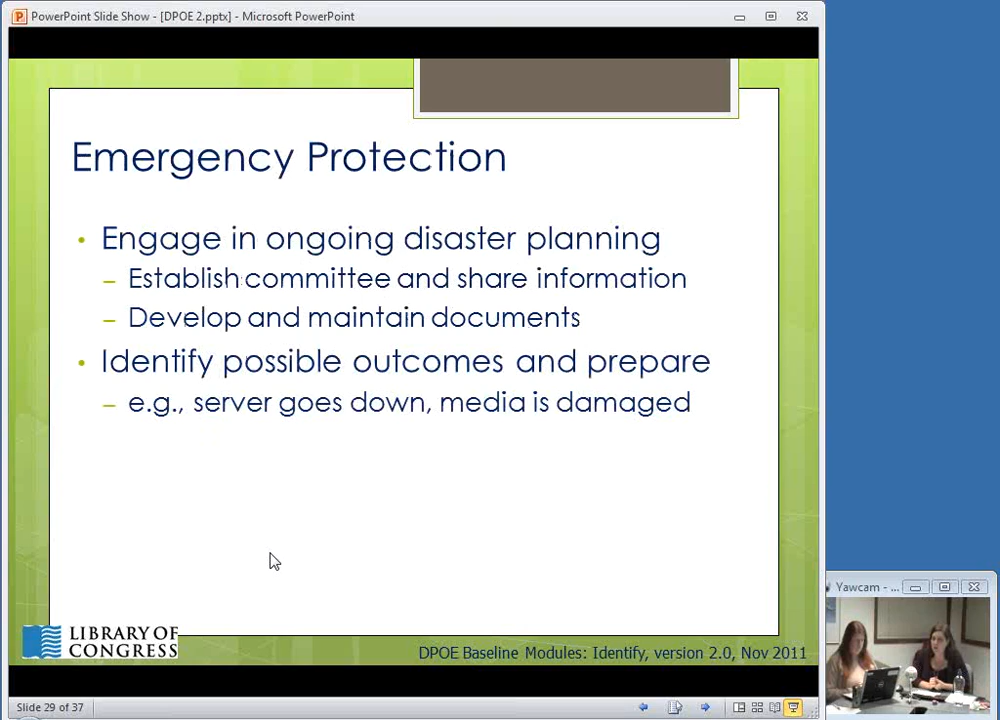 PowerPoint Slide Show - [DPOE 2.pptx] - Microsoft PowerPoint
Emergency Protection
• Engage in ongoing disaster planning
– Establish committee and share information
– Develop and maintain documents
• Identify possible outcomes and prepare
– e.g., server goes down, media is damaged
LIBRARY OF
CONGRESS
DPOE Baseline Modules: Identify, version 2.0, Nov 2011
Slide 29 of 37
Yawcam - ...